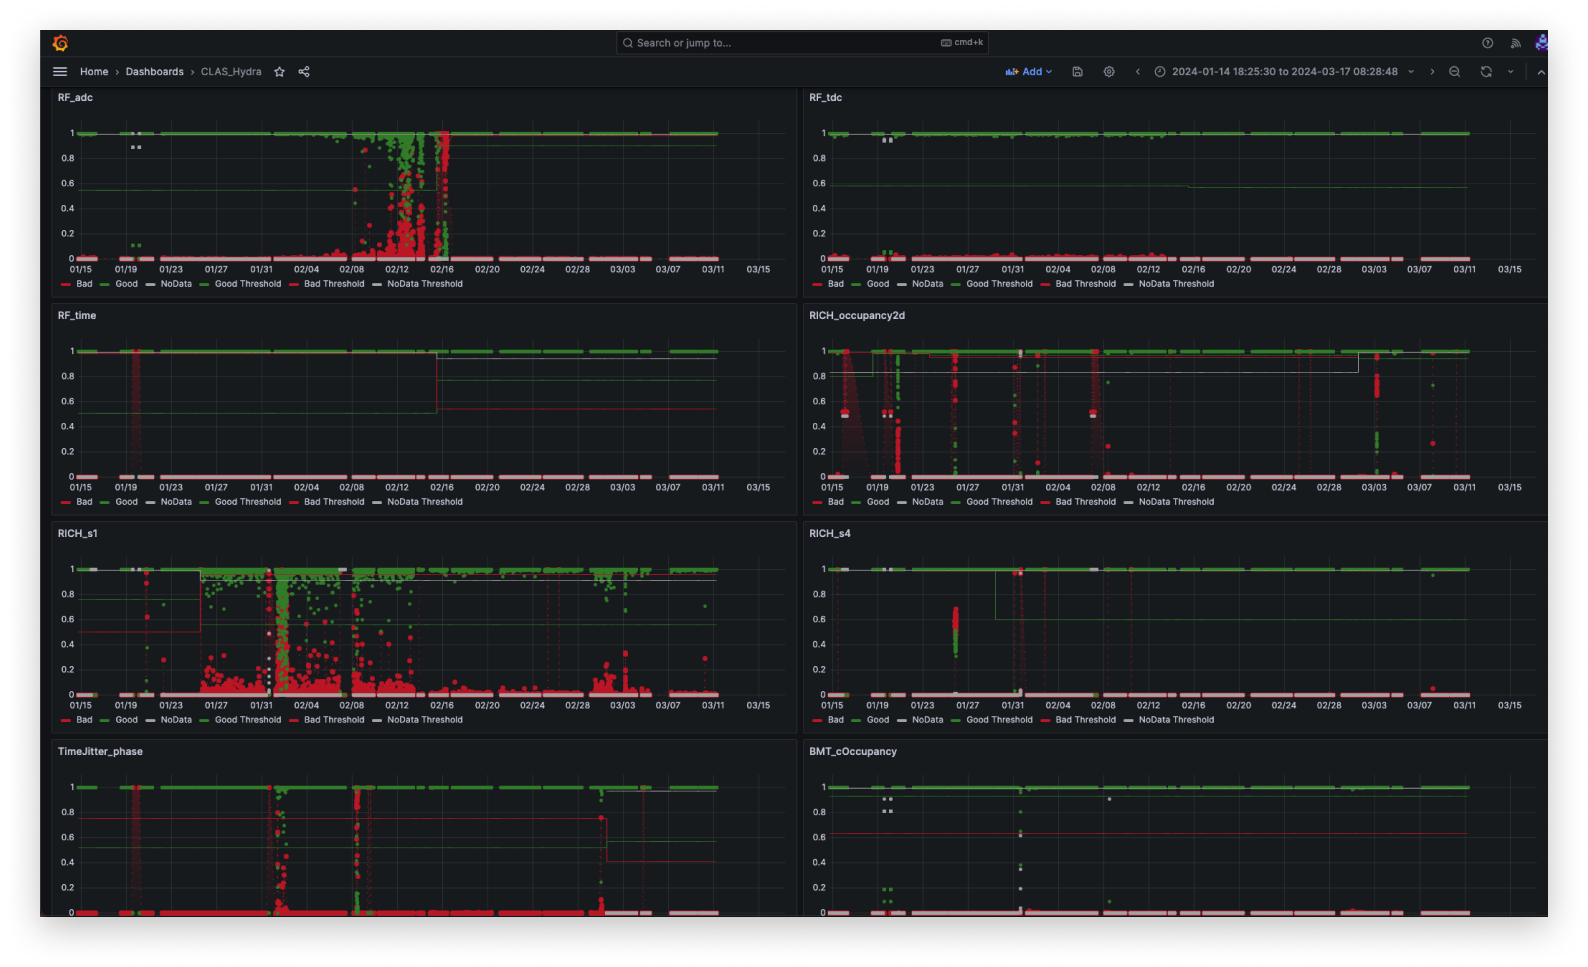 Search or jump to... cmd+k
Home › Dashboards › CLAS_Hydra Add 2024-01-14 18:25:30 to 2024-03-17 08:28:48
RF_adc
1
0.8
0.6
0.4
0.2
0
01/15 01/19 01/23 01/27 01/31 02/04 02/08 02/12 02/16 02/20 02/24 02/28 03/03 03/07 03/11 03/15
Bad Good NoData Good Threshold Bad Threshold NoData Threshold
RF_tdc
1
0.8
0.6
0.4
0.2
0
01/15 01/19 01/23 01/27 01/31 02/04 02/08 02/12 02/16 02/20 02/24 02/28 03/03 03/07 03/11 03/15
Bad Good NoData Good Threshold Bad Threshold NoData Threshold
RF_time
1
0.8
0.6
0.4
0.2
0
01/15 01/19 01/23 01/27 01/31 02/04 02/08 02/12 02/16 02/20 02/24 02/28 03/03 03/07 03/11 03/15
Bad Good NoData Good Threshold Bad Threshold NoData Threshold
RICH_occupancy2d
1
0.8
0.6
0.4
0.2
0
01/15 01/19 01/23 01/27 01/31 02/04 02/08 02/12 02/16 02/20 02/24 02/28 03/03 03/07 03/11 03/15
Bad Good NoData Good Threshold Bad Threshold NoData Threshold
RICH_s1
1
0.8
0.6
0.4
0.2
0
01/15 01/19 01/23 01/27 01/31 02/04 02/08 02/12 02/16 02/20 02/24 02/28 03/03 03/07 03/11 03/15
Bad Good NoData Good Threshold Bad Threshold NoData Threshold
RICH_s4
1
0.8
0.6
0.4
0.2
0
01/15 01/19 01/23 01/27 01/31 02/04 02/08 02/12 02/16 02/20 02/24 02/28 03/03 03/07 03/11 03/15
Bad Good NoData Good Threshold Bad Threshold NoData Threshold
TimeJitter_phase
1
0.8
0.6
0.4
0.2
0
BMT_cOccupancy
1
0.8
0.6
0.4
0.2
0